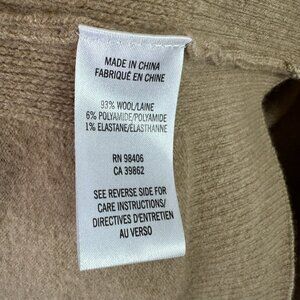 MADE IN CHINA
FABRIQUÉ EN CHINE
93% WOOL/LAINE
6% POLYAMIDE/POLYAMIDE
1% ELASTANE/ÉLASTHANNE
RN 98406
CA 39862
SEE REVERSE SIDE FOR
CARE INSTRUCTIONS/
DIRECTIVES D'ENTRETIEN
AU VERSO